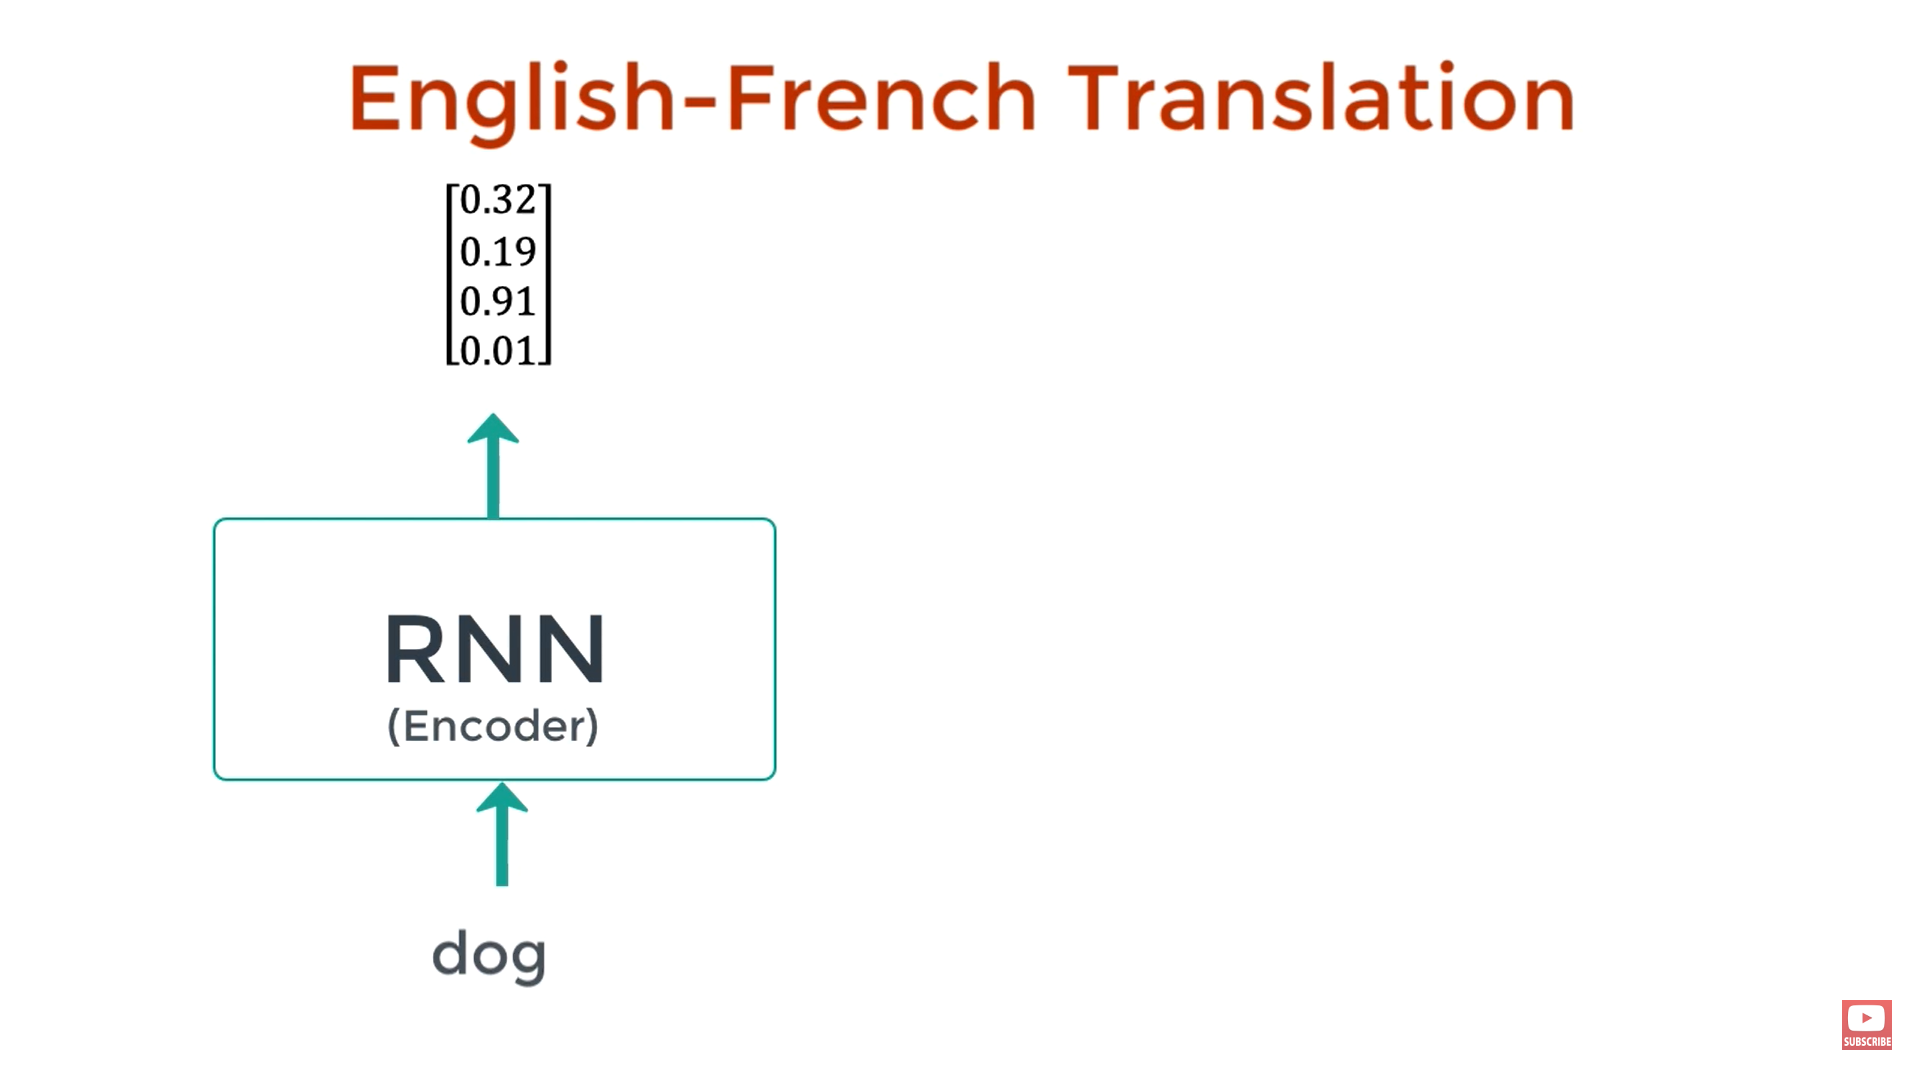 English-French Translation
0.32
0.19
0.91
0.01
RNN
(Encoder)
dog
SUBSCRIBE